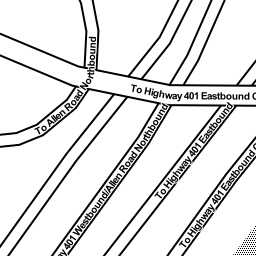 To Allen Road Northbound
To Highway 401 Eastbound C
401 Westbound/Allen Road Northbound
To Highway 401 Eastbound
To Highway 401 Eastbound C